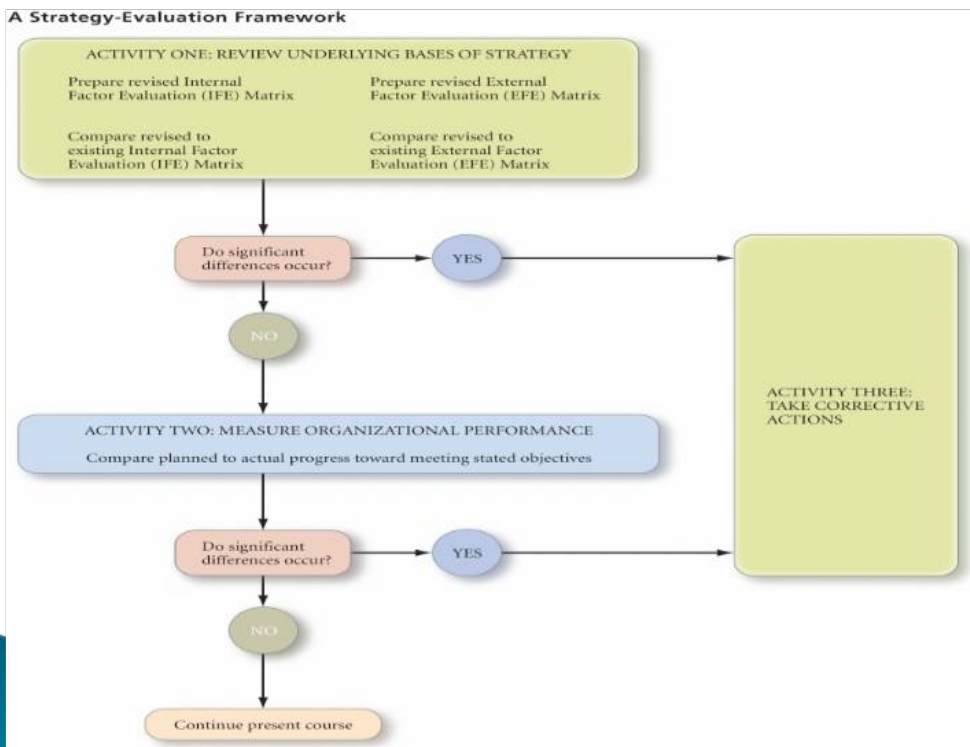 A Strategy-Evaluation Framework
ACTIVITY ONE: REVIEW UNDERLYING BASES OF STRATEGY
Prepare revised Internal
Factor Evaluation (IFE) Matrix
Prepare revised External
Factor Evaluation (EFE) Matrix
Compare revised to
existing Internal Factor
Evaluation (IFE) Matrix
Compare revised to
existing External Factor
Evaluation (EFE) Matrix
Do significant
differences occur?
YES
NO
ACTIVITY THREE:
TAKE CORRECTIVE
ACTIONS
ACTIVITY TWO: MEASURE ORGANIZATIONAL PERFORMANCE
Compare planned to actual progress toward meeting stated objectives
Do significant
differences occur?
YES
NO
Continue present course